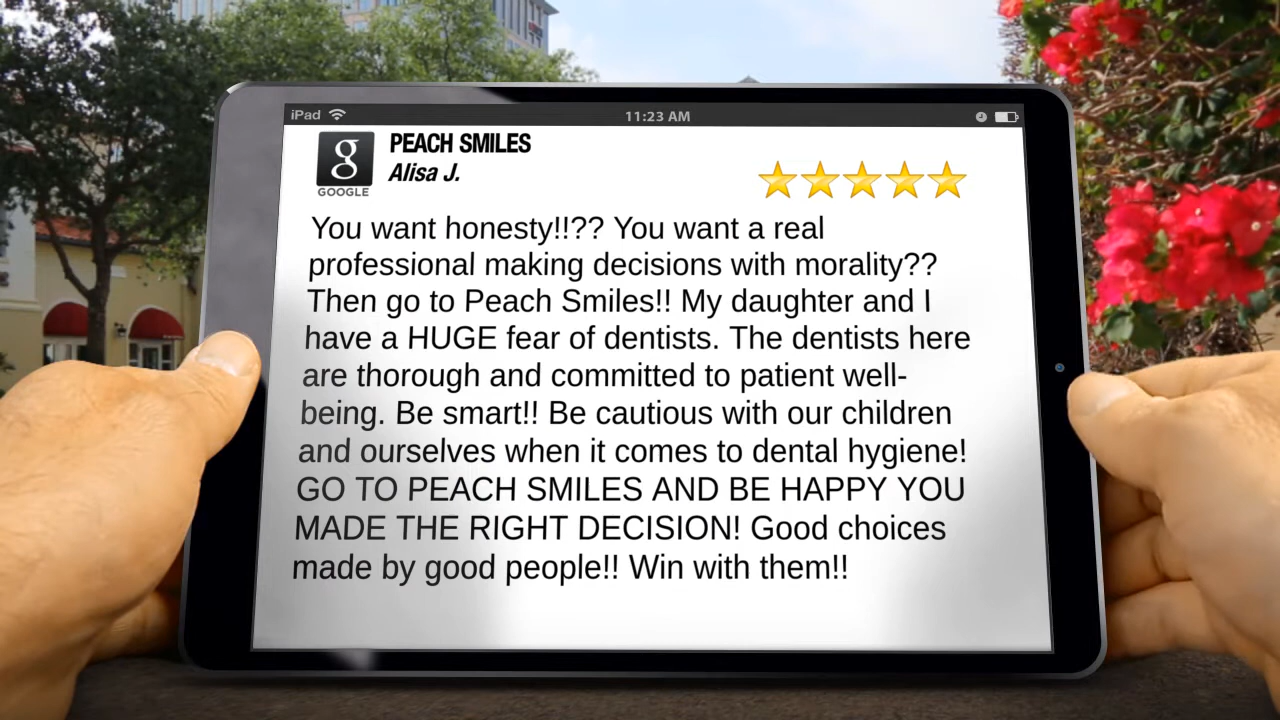 iPad 11:23 AM
PEACH SMILES
Alisa J.
GOOGLE
You want honesty!!?? You want a real
professional making decisions with morality??
Then go to Peach Smiles!! My daughter and I
have a HUGE fear of dentists. The dentists here
are thorough and committed to patient well-
being. Be smart!! Be cautious with our children
and ourselves when it comes to dental hygiene!
GO TO PEACH SMILES AND BE HAPPY YOU
MADE THE RIGHT DECISION! Good choices
made by good people!! Win with them!!